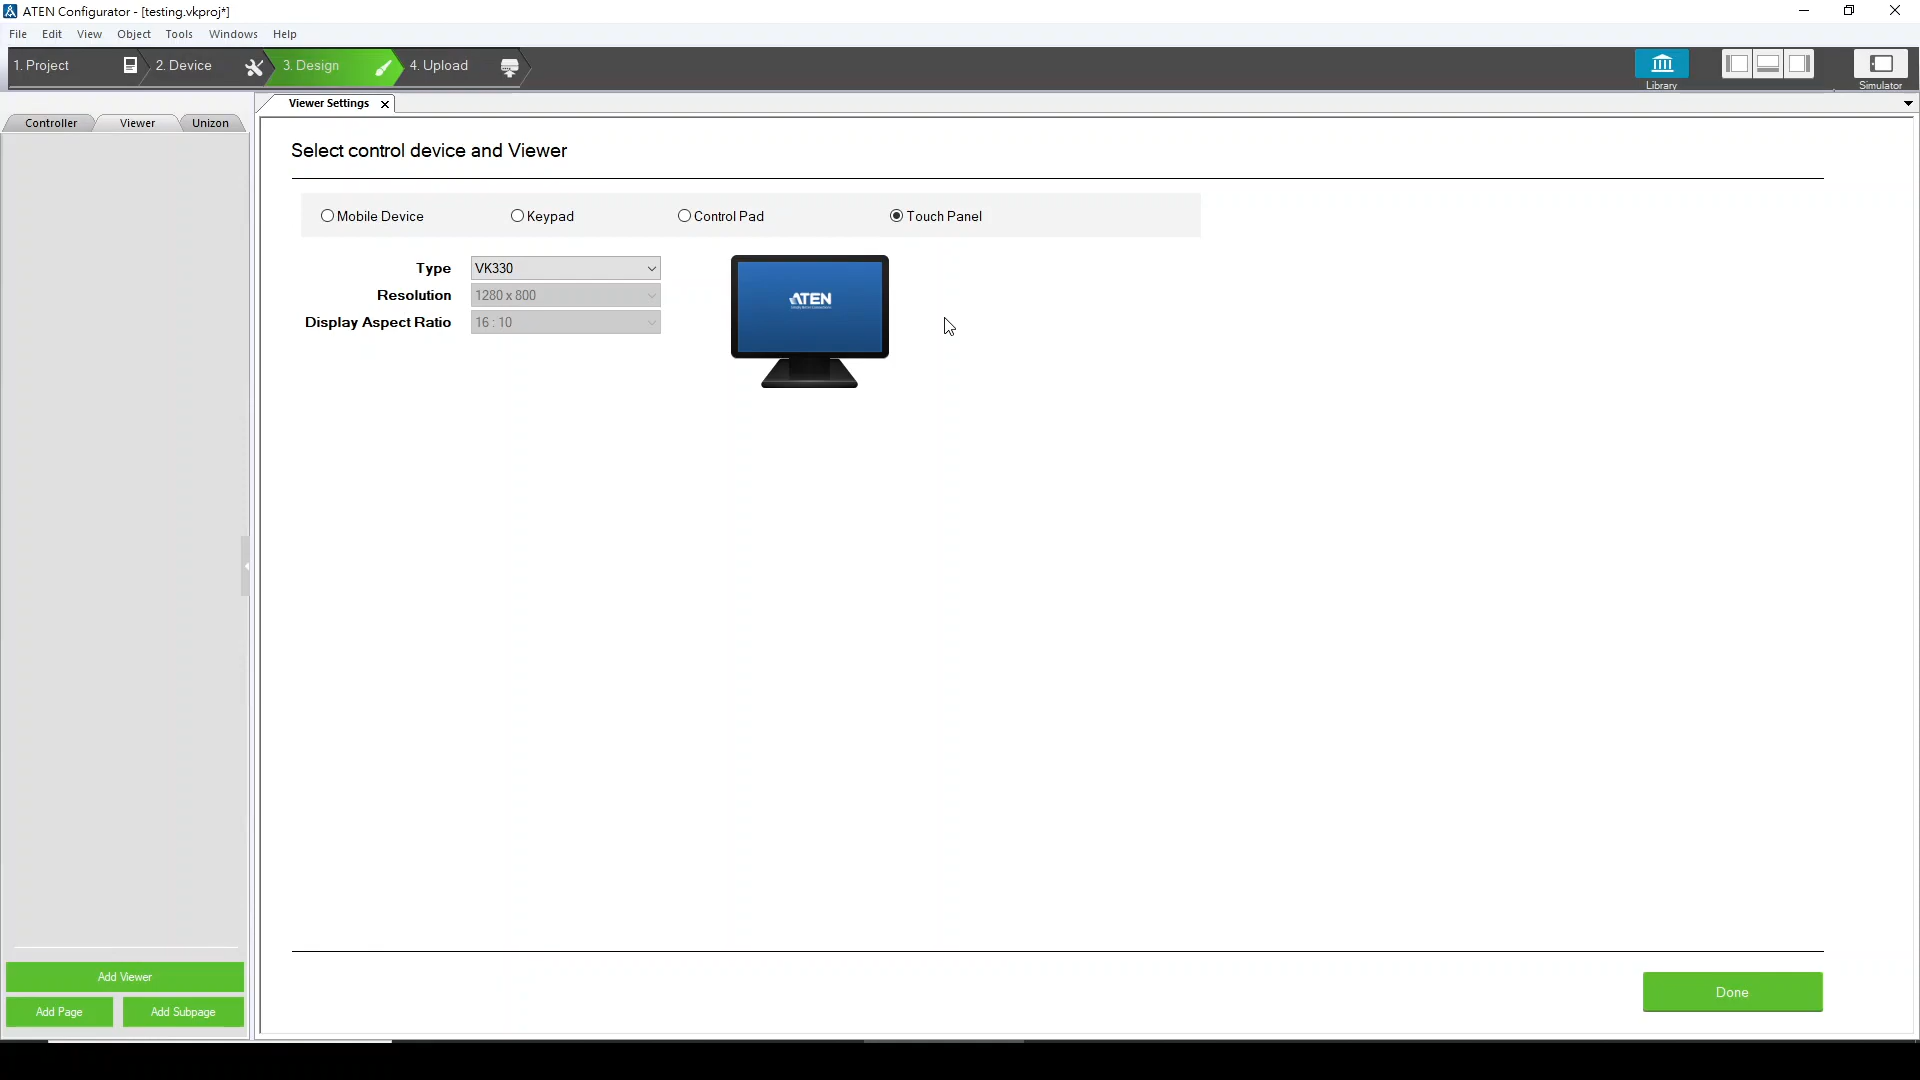 ATEN Configurator - [testing.vkproj*]
File Edit View Object Tools Windows Help
1. Project 2. Device 3. Design 4. Upload
Library Simulator
Viewer Settings
Controller Viewer Unizon
Select control device and Viewer
Mobile Device Keypad Control Pad Touch Panel
Type VK330
Resolution 1280 x 800
Display Aspect Ratio 16 : 10
ATEN
Add Viewer
Add Page Add Subpage
Done